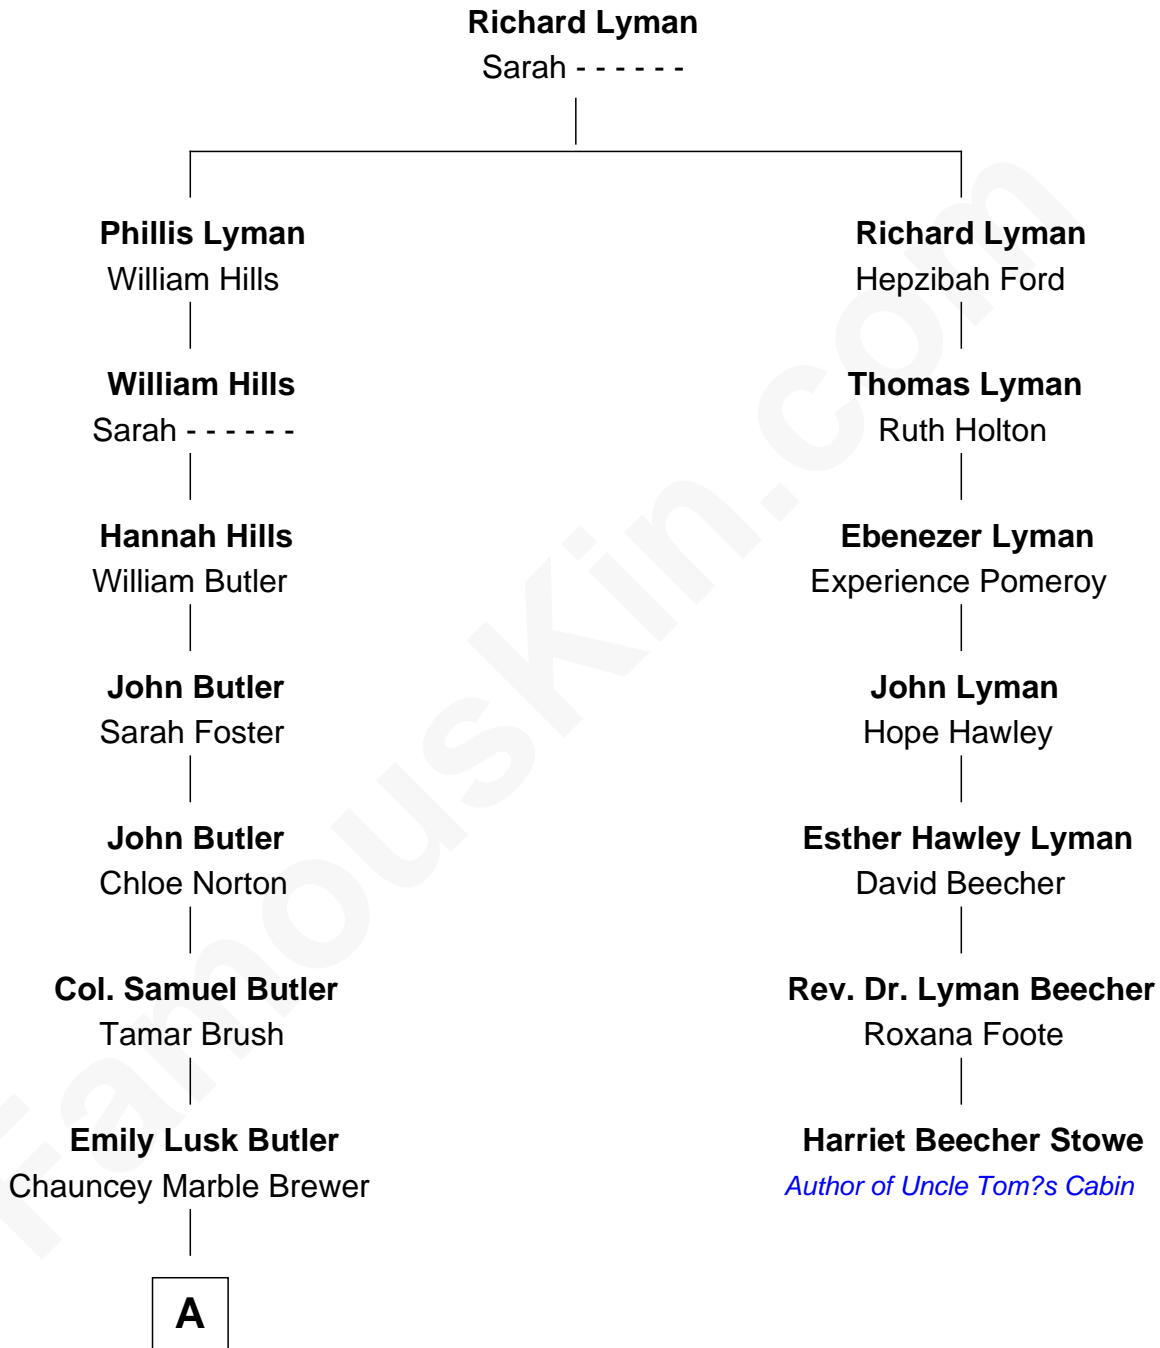 Richard Lyman
Sarah - - - - - -
Phillis Lyman Richard Lyman
William Hills Hepzibah Ford
William Hills Thomas Lyman
Sarah - - - - - - Ruth Holton
Hannah Hills Ebenezer Lyman
William Butler Experience Pomeroy
John Butler John Lyman
Sarah Foster Hope Hawley
John Butler Esther Hawley Lyman
Chloe Norton David Beecher
Col. Samuel Butler Rev. Dr. Lyman Beecher
Tamar Brush Roxana Foote
Emily Lusk Butler Harriet Beecher Stowe
Chauncey Marble Brewer Author of Uncle Tom?s Cabin
A
FamousKin.com